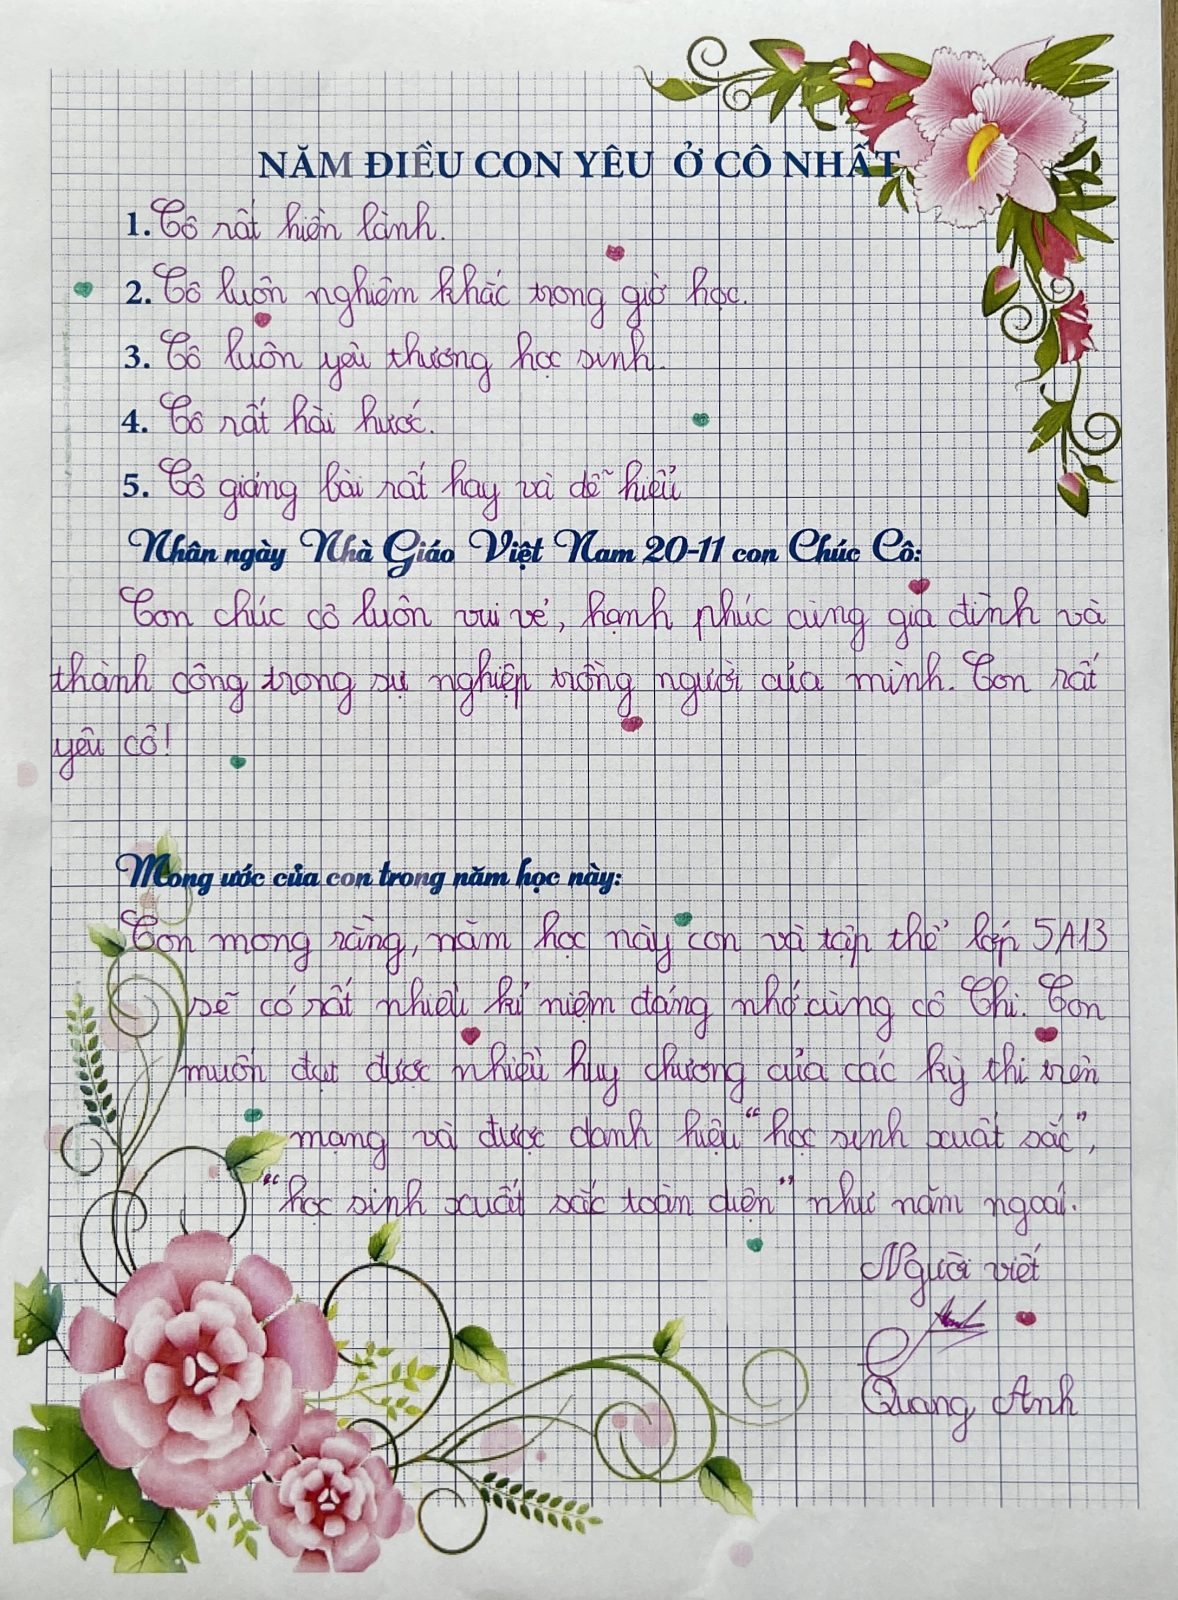 NĂM ĐIỀU CON YÊU Ở CÔ NHẤT
1. Cô rất hiền lành.
2. Cô luôn nghiêm khắc trong giờ học.
3. Cô luôn yêu thương học sinh.
4. Cô rất hài hước.
5. Cô giảng bài rất hay và dễ hiểu
Nhân ngày Nhà Giáo Việt Nam 20-11 con Chúc Cô:
Con chúc cô luôn vui vẻ, hạnh phúc cùng gia đình và
thành công trong sự nghiệp trồng người của mình. Con rất
yêu cô!
Mong ước của con trong năm học này:
Con mong rằng, năm học này con và tập thể lớp 5A13
sẽ có rất nhiều kỉ niệm đáng nhớ cùng cô Chi. Con
muốn đạt được nhiều huy chương của các kỳ thi trên
mạng và được danh hiệu "học sinh xuất sắc",
"học sinh xuất sắc toàn diện" như năm ngoái.
Người viết
Quang Anh